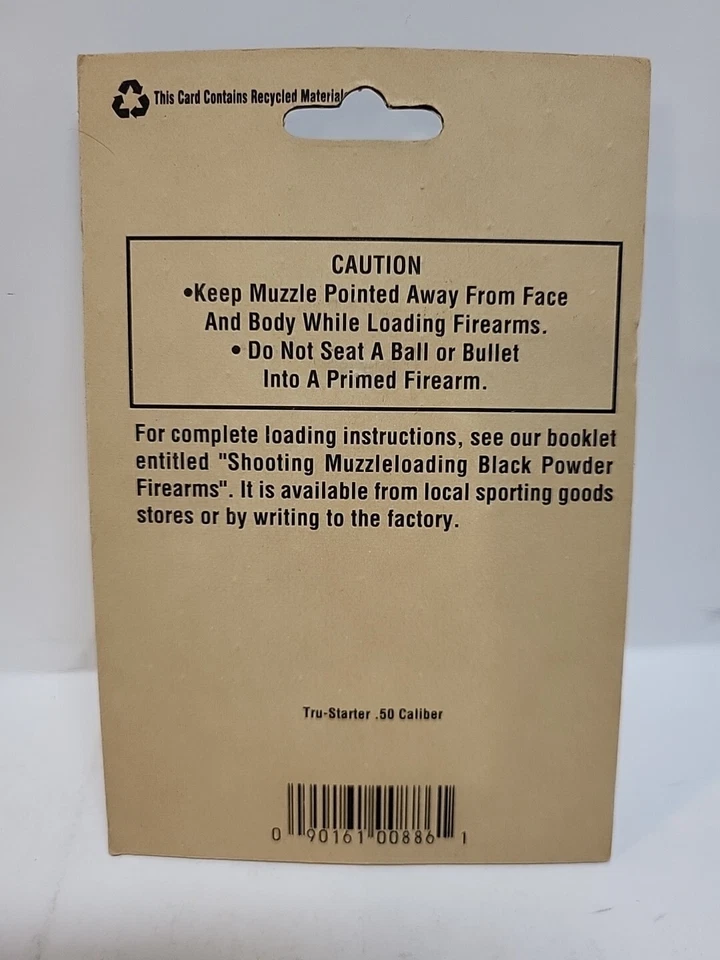 This Card Contains Recycled Material
CAUTION
•Keep Muzzle Pointed Away From Face
And Body While Loading Firearms.
• Do Not Seat A Ball or Bullet
Into A Primed Firearm.
For complete loading instructions, see our booklet
entitled "Shooting Muzzleloading Black Powder
Firearms". It is available from local sporting goods
stores or by writing to the factory.
Tru-Starter .50 Caliber
0 90161 00886 1